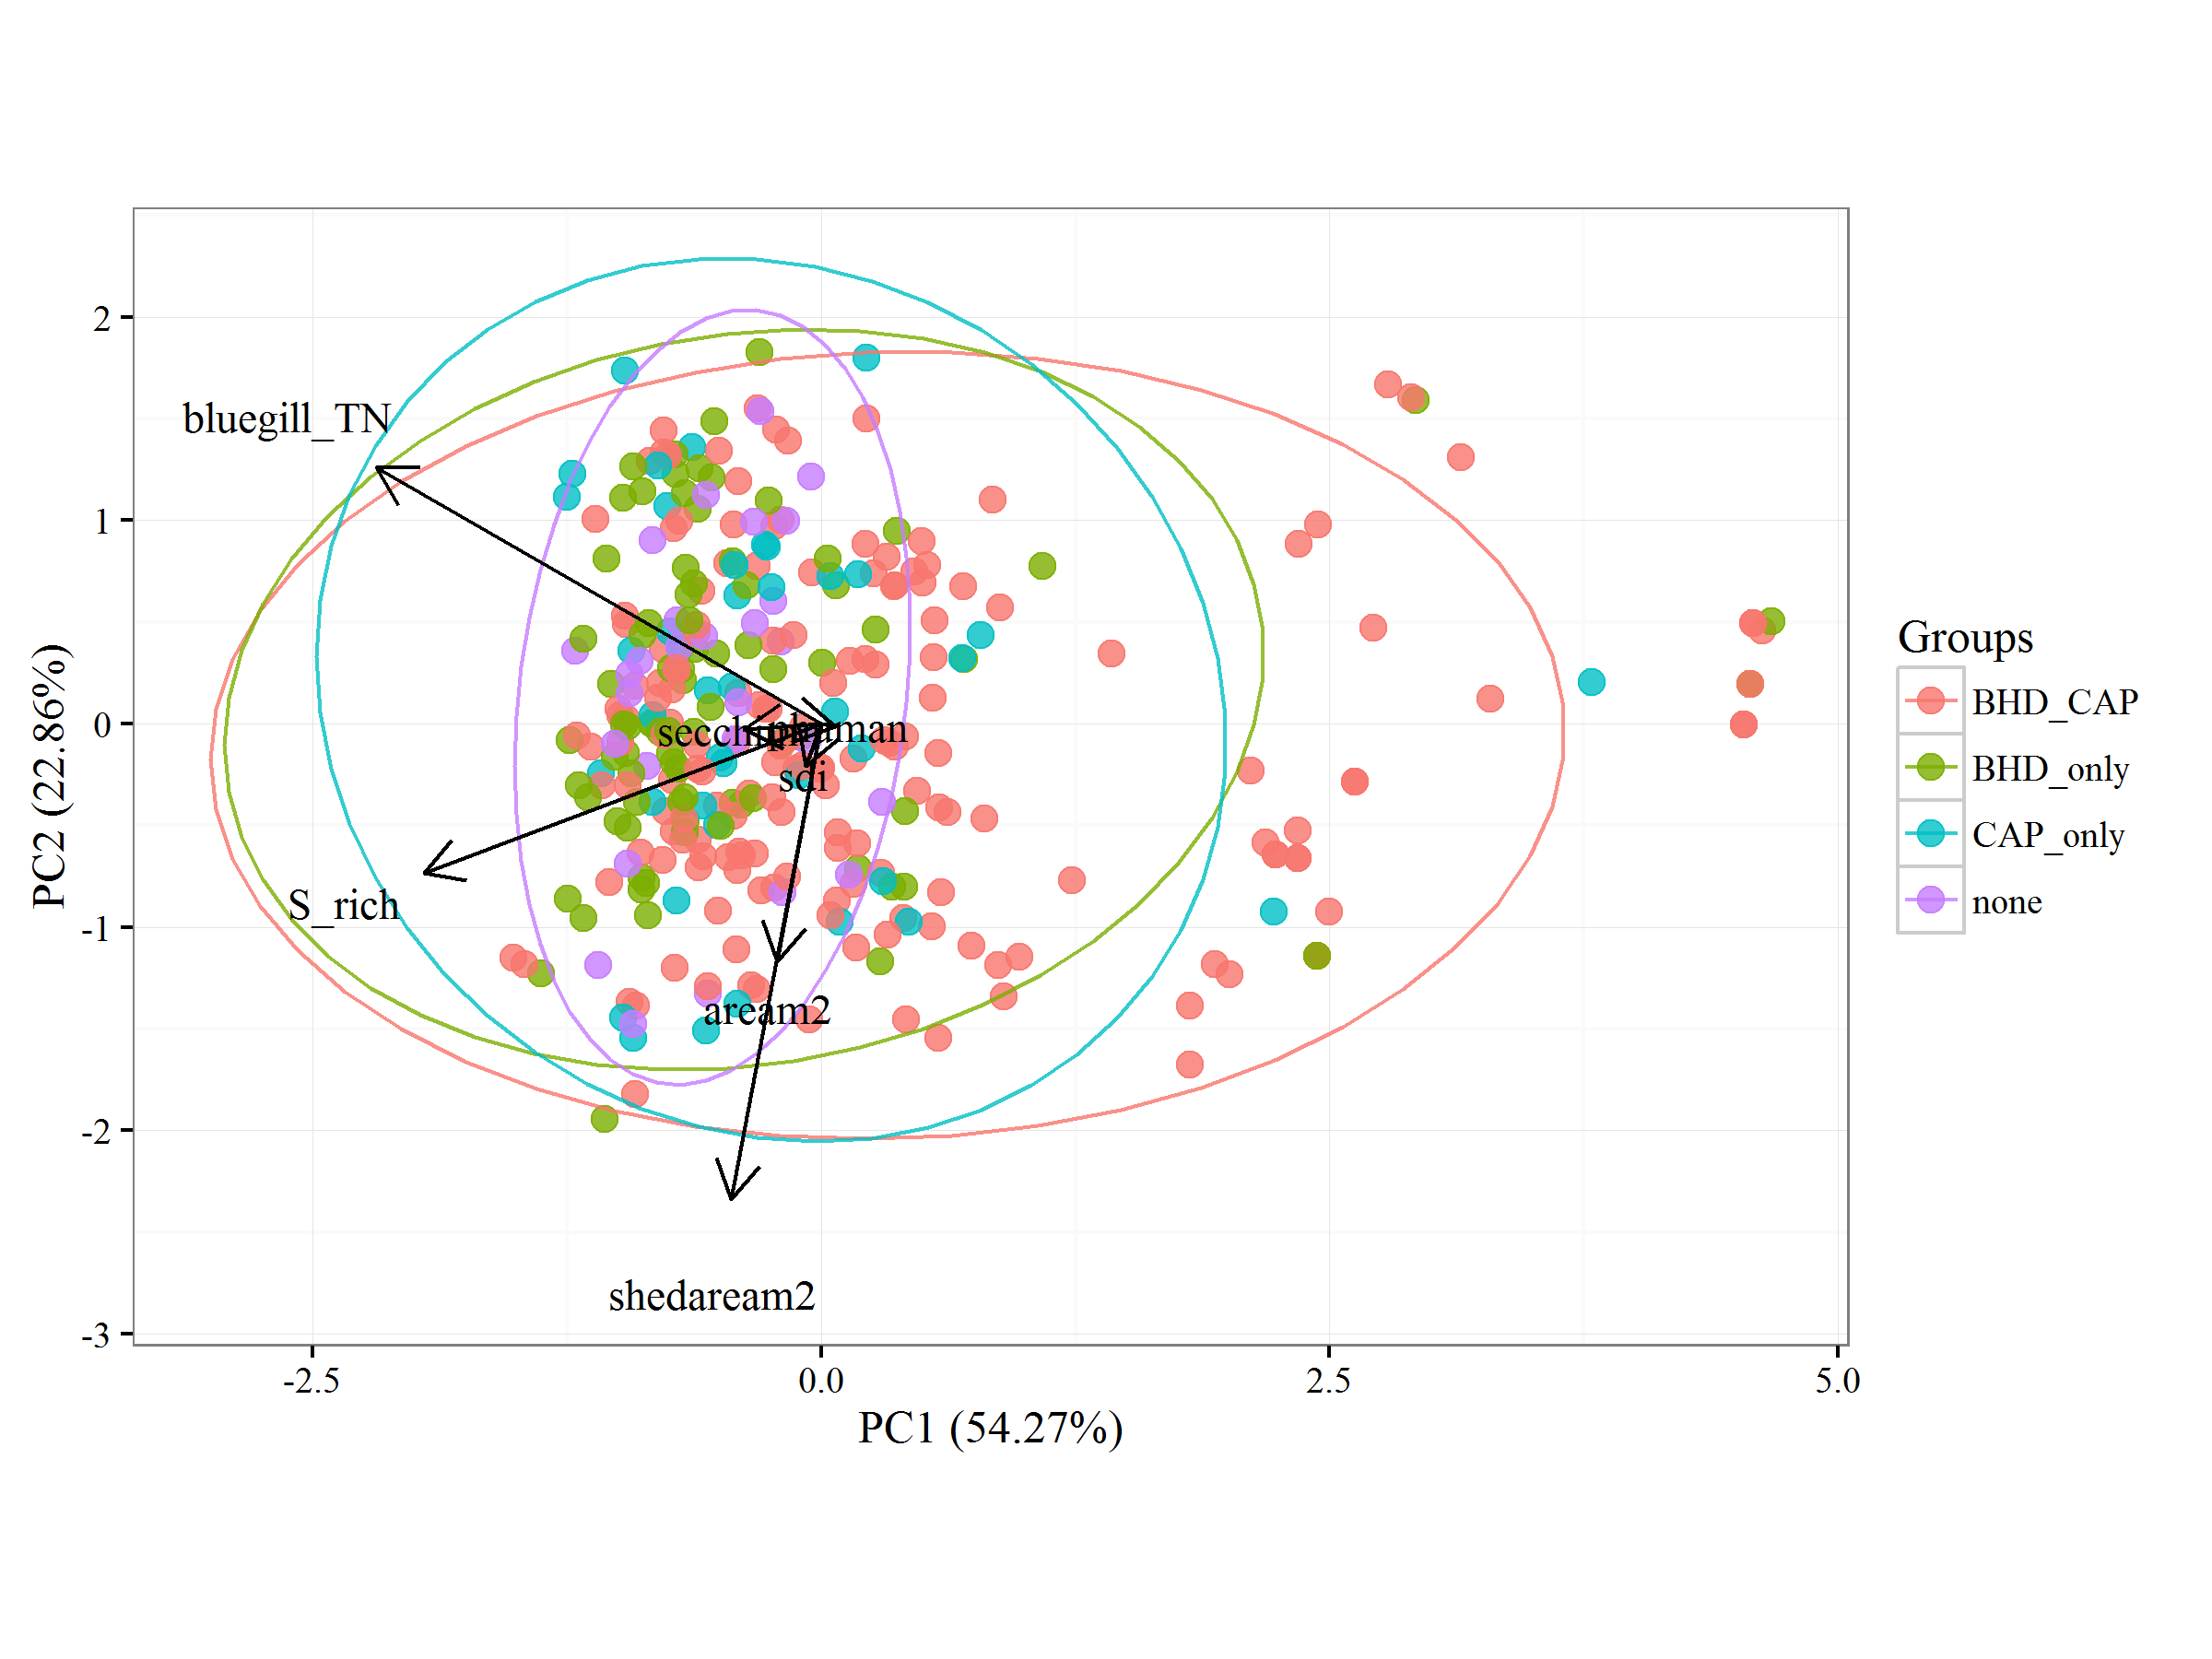 bluegill_TN
S_rich
sdi
aream2
shedaream2
2
1
0
-1
-2
-3
PC2 (22.86%)
-2.5
0.0
2.5
5.0
PC1 (54.27%)
Groups
BHD_CAP
BHD_only
CAP_only
none